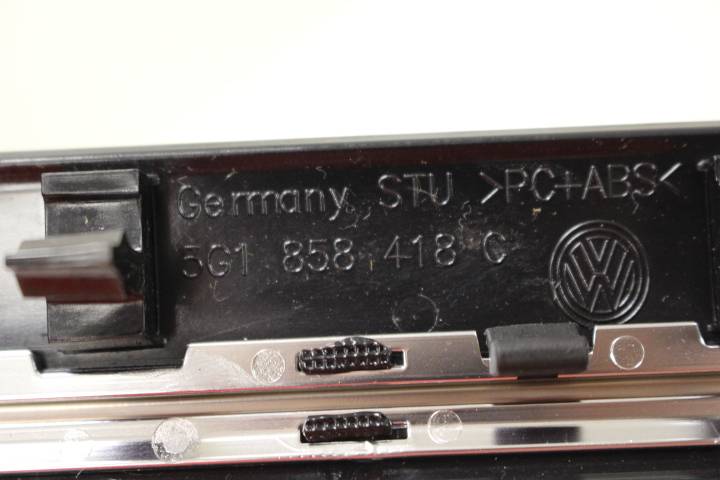 Germany STU >PC+ABS<
5G1 858 418 C